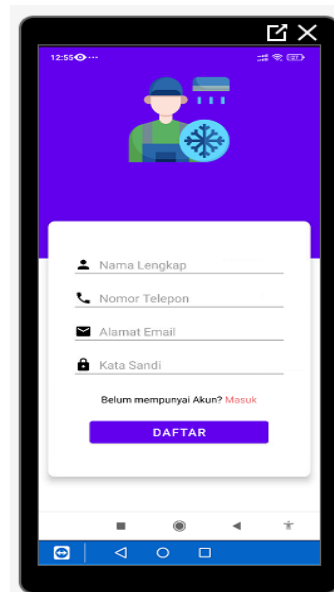 12:55
Nama Lengkap
Nomor Telepon
Alamat Email
Kata Sandi
Belum mempunyai Akun? Masuk
DAFTAR